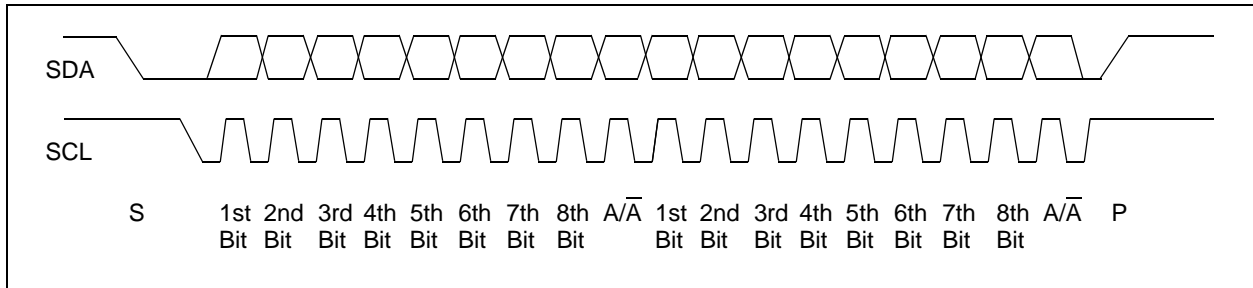 SDA
SCL
S 1st 2nd 3rd 4th 5th 6th 7th 8th A/A̅ 1st 2nd 3rd 4th 5th 6th 7th 8th A/A̅ P
Bit Bit Bit Bit Bit Bit Bit Bit Bit Bit Bit Bit Bit Bit Bit Bit